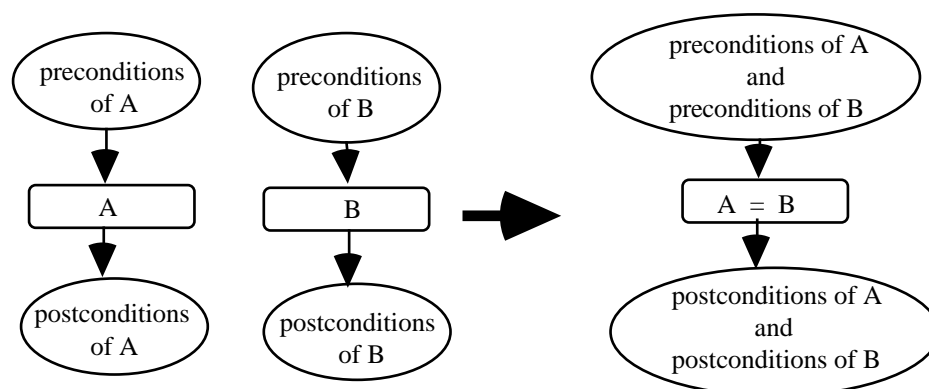 preconditions
of A
A
postconditions
of A
preconditions
of B
B
postconditions
of B
preconditions of A
and
preconditions of B
A = B
postconditions of A
and
postconditions of B